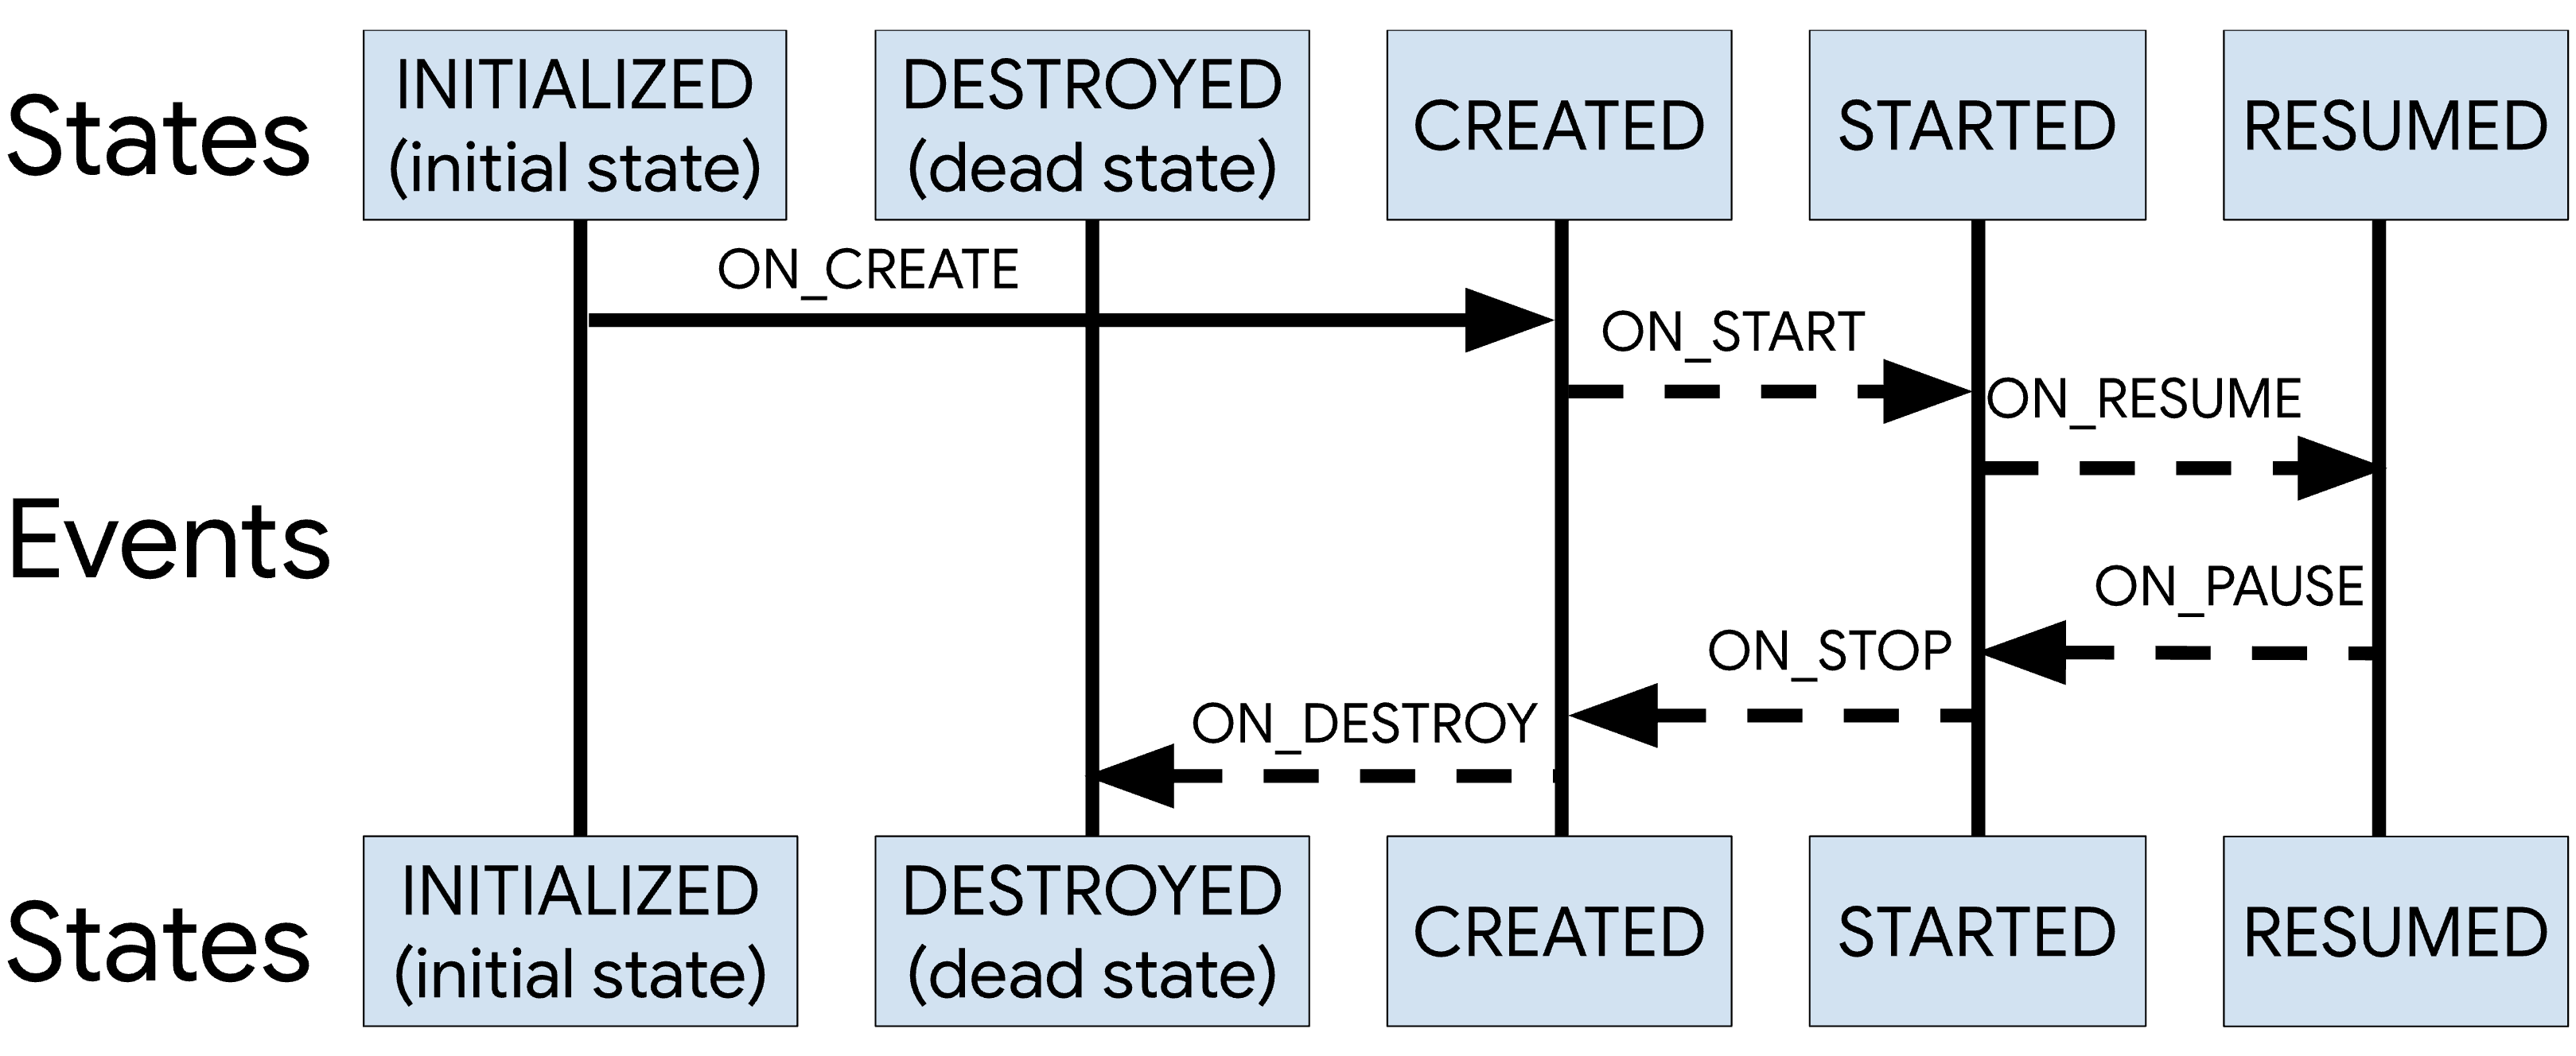 States
INITIALIZED
(initial state)
DESTROYED
(dead state)
CREATED
STARTED
RESUMED
ON_CREATE
ON_START
ON_RESUME
Events
ON_PAUSE
ON_STOP
ON_DESTROY
States
INITIALIZED
(initial state)
DESTROYED
(dead state)
CREATED
STARTED
RESUMED